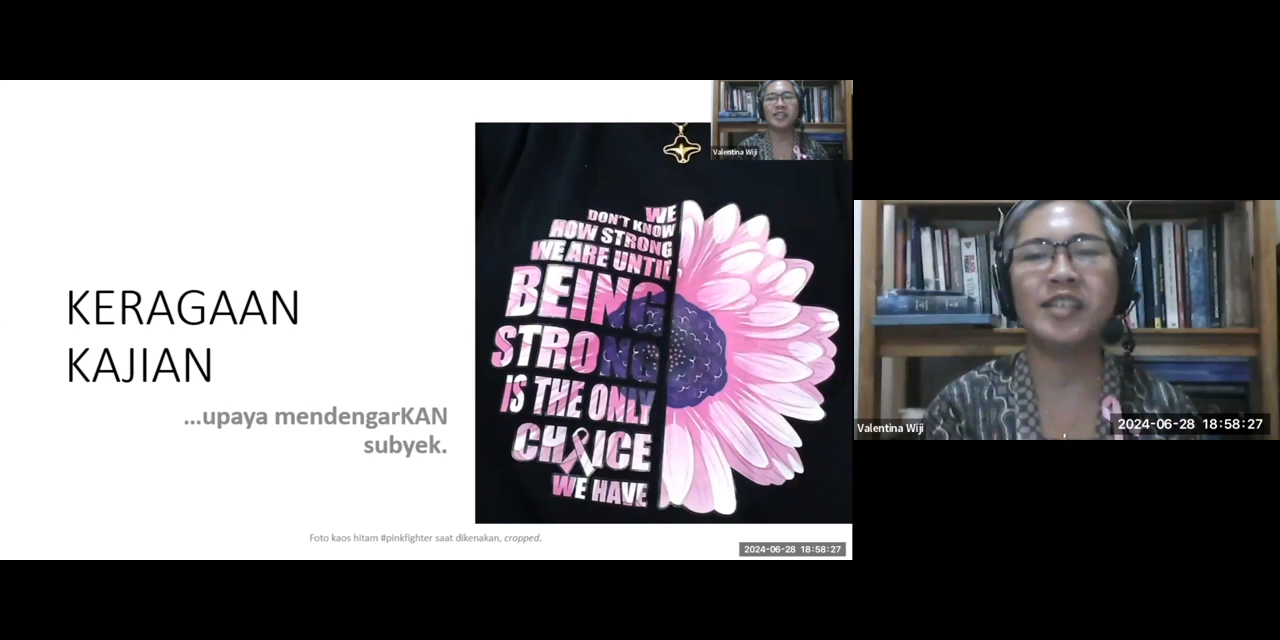 KERAGAAN
KAJIAN
...upaya mendengarKAN
subyek.
WE
DON'T KNOW
HOW STRONG
WE ARE UNTIL
BEING
STRONG
IS THE ONLY
CHOICE
WE HAVE
Foto kaos hitam #pinkfighter saat dikenakan, cropped.
2024-06-28 18:58:27
Valentina Wiji
Valentina Wiji
2024-06-28 18:58:27